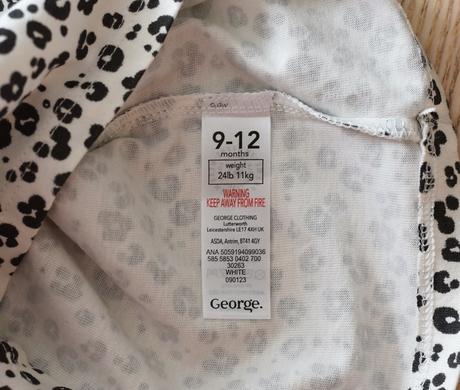 9-12
months
weight
24lb 11kg
WARNING
KEEP AWAY FROM FIRE
GEORGE CLOTHING
Lutterworth
Leicestershire LE17 4XH UK
ASDA, Antrim, BT41 4GY
ANA 5059194099036
585 5853 0402 700
30263
WHITE
090123
George.